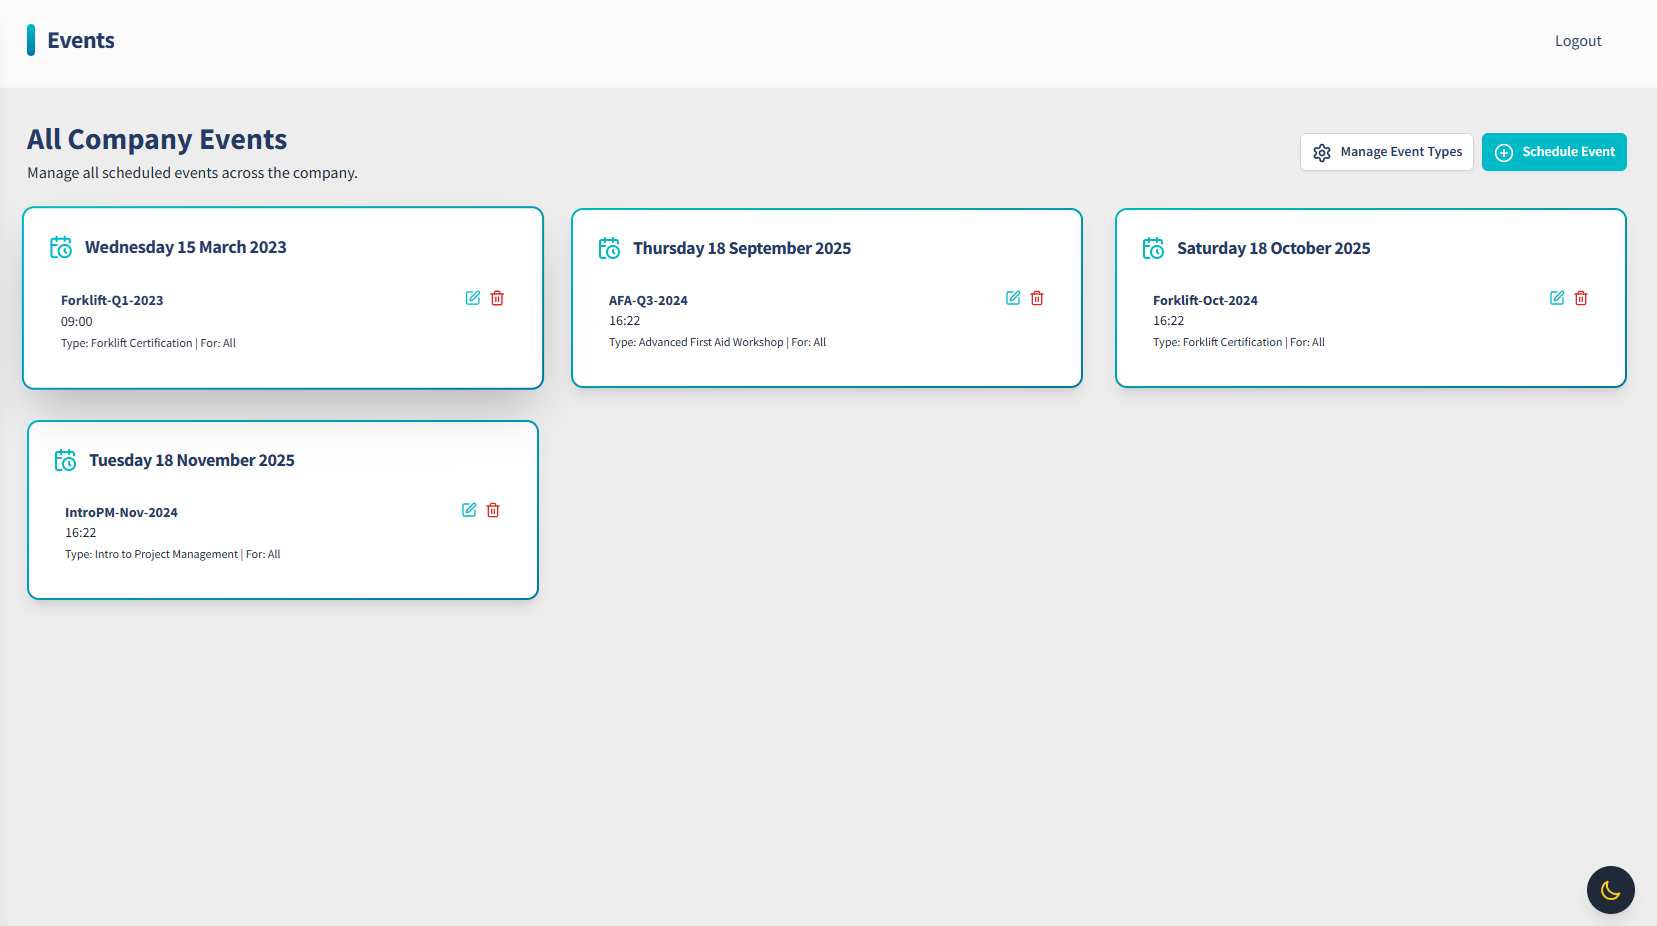 Events
Logout
All Company Events
Manage all scheduled events across the company.
Manage Event Types
Schedule Event
Wednesday 15 March 2023
Forklift-Q1-2023
09:00
Type: Forklift Certification | For: All
Thursday 18 September 2025
AFA-Q3-2024
16:22
Type: Advanced First Aid Workshop | For: All
Saturday 18 October 2025
Forklift-Oct-2024
16:22
Type: Forklift Certification | For: All
Tuesday 18 November 2025
IntroPM-Nov-2024
16:22
Type: Intro to Project Management | For: All